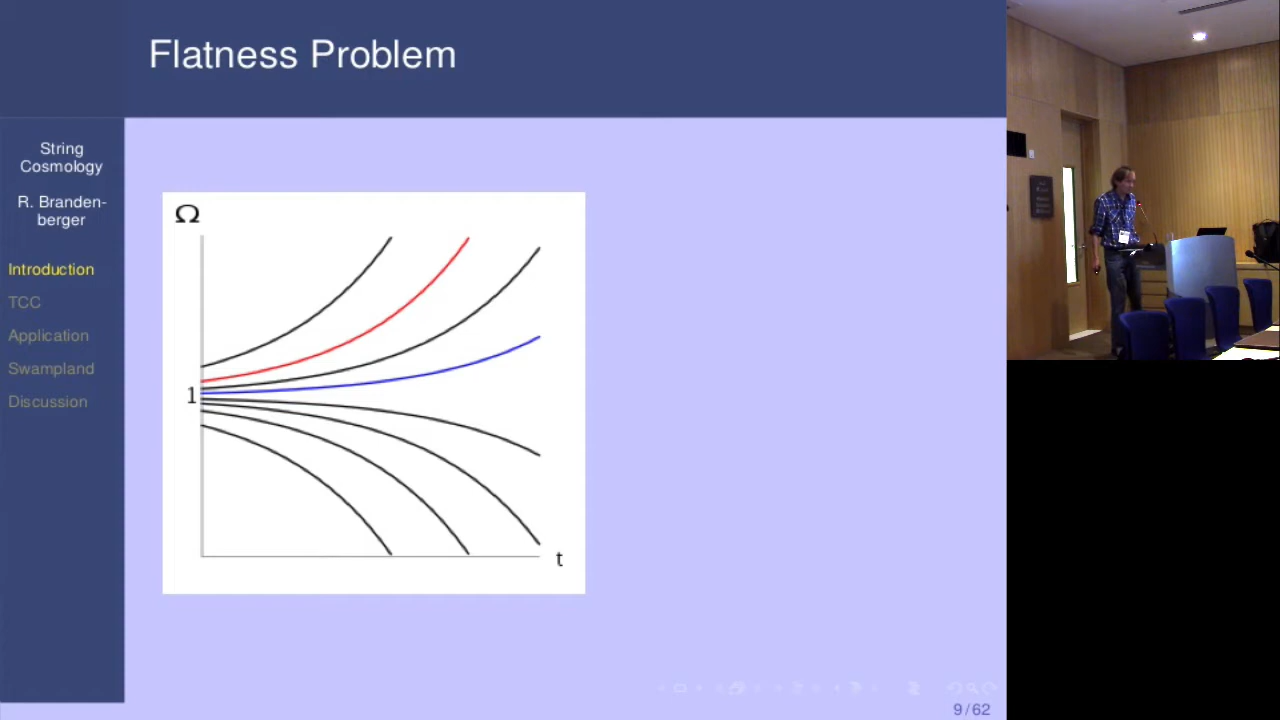 Flatness Problem
String
Cosmology
R. Branden-
berger
Introduction
TCC
Application
Swampland
Discussion
Ω
1
t
9/62